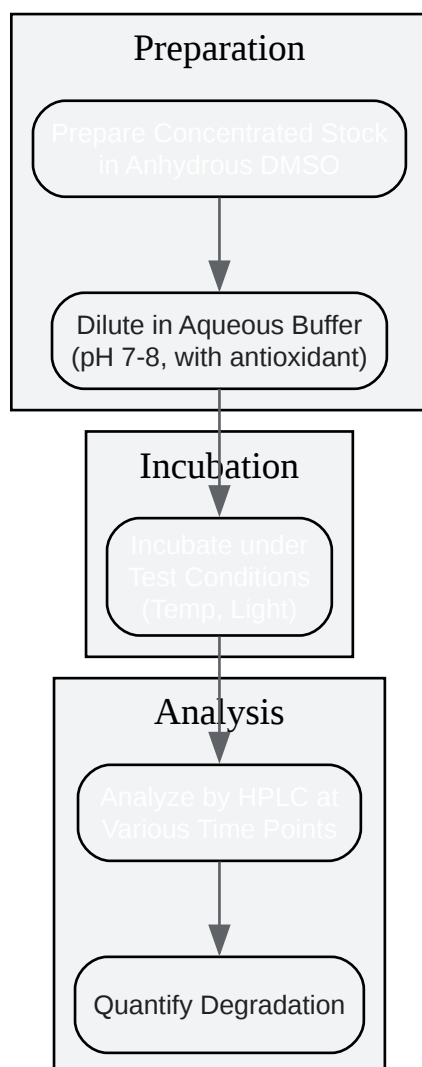 Preparation
Prepare Concentrated Stock
in Anhydrous DMSO
Dilute in Aqueous Buffer
(pH 7-8, with antioxidant)
Incubation
Incubate under
Test Conditions
(Temp, Light)
Analysis
Analyze by HPLC at
Various Time Points
Quantify Degradation